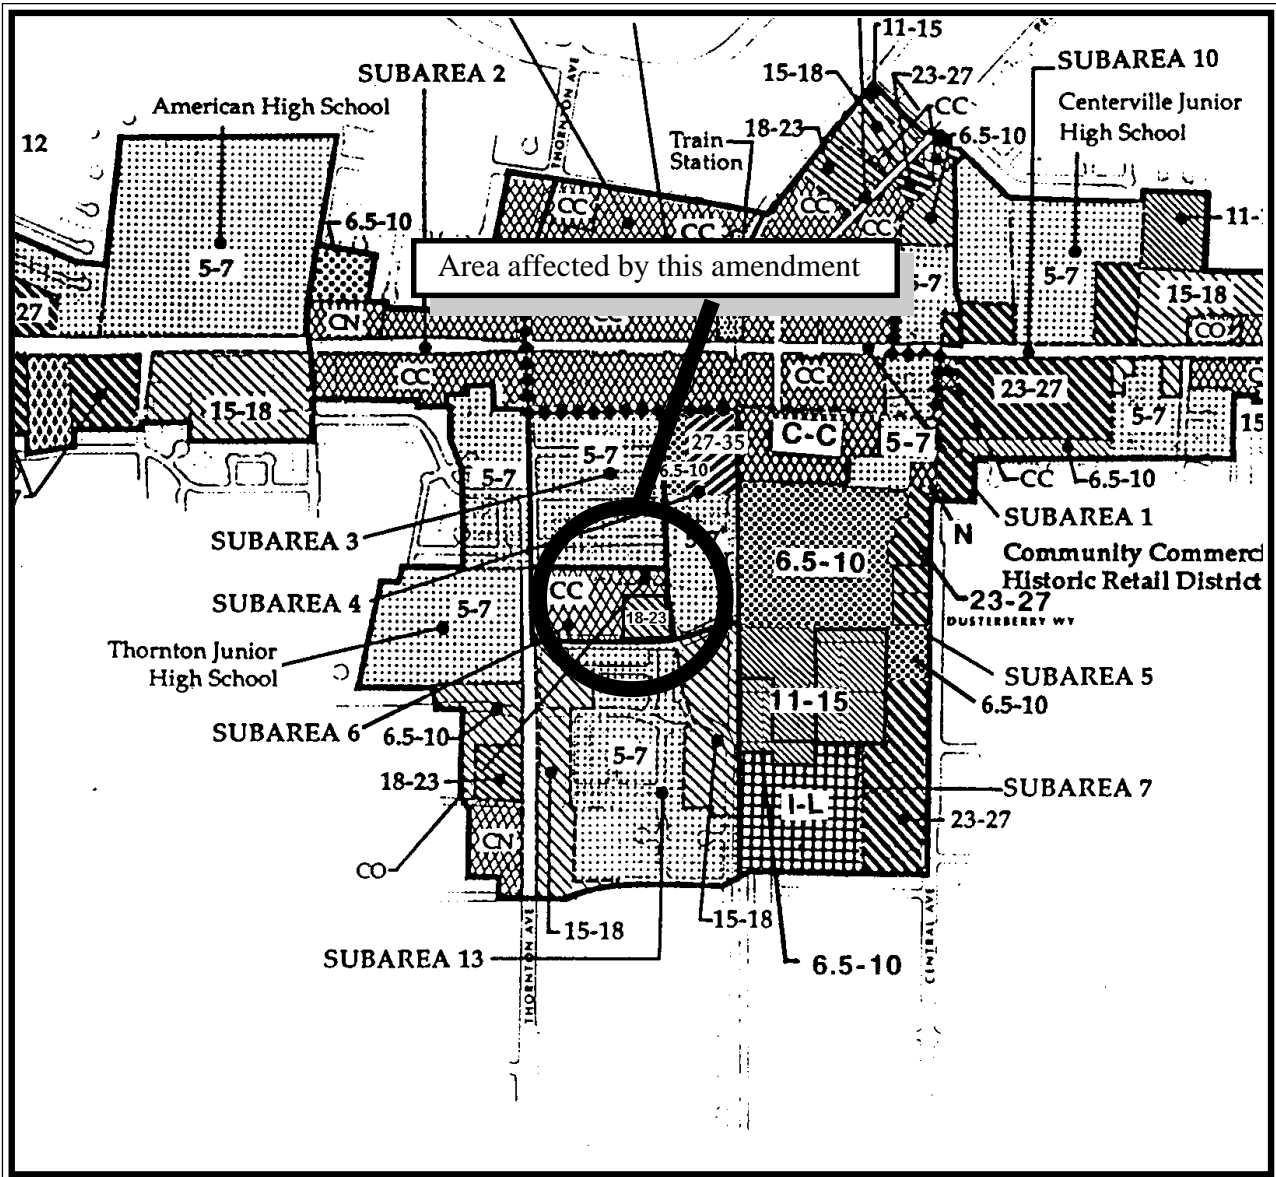 11-15
SUBAREA 2
THORNTON AVE
15-18
23-27
SUBAREA 10
American High School
CC
Centerville Junior
High School
12
Train
Station
18-23
6.5-10
CC
CC
CC
CC
6.5-10
5-7
Area affected by this amendment
5-7
5-7
15-18
27
CN
CC
CO
CC
CC
23-27
15-18
5-7
C-C
5-7
27-35
5-7
6.5-10
5-7
CC
6.5-10
SUBAREA 1
SUBAREA 3
N
6.5-10
Community Commerc
Historic Retail District
CC
5-7
SUBAREA 4
18-23
23-27
DUSTERBERRY WY
Thornton Junior
High School
SUBAREA 5
6.5-10
11-15
SUBAREA 6
6.5-10
5-7
18-23
SUBAREA 7
I-L
23-27
CN
CO
15-18
15-18
SUBAREA 13
6.5-10
THORNTON AVE
CENTRAL AVE